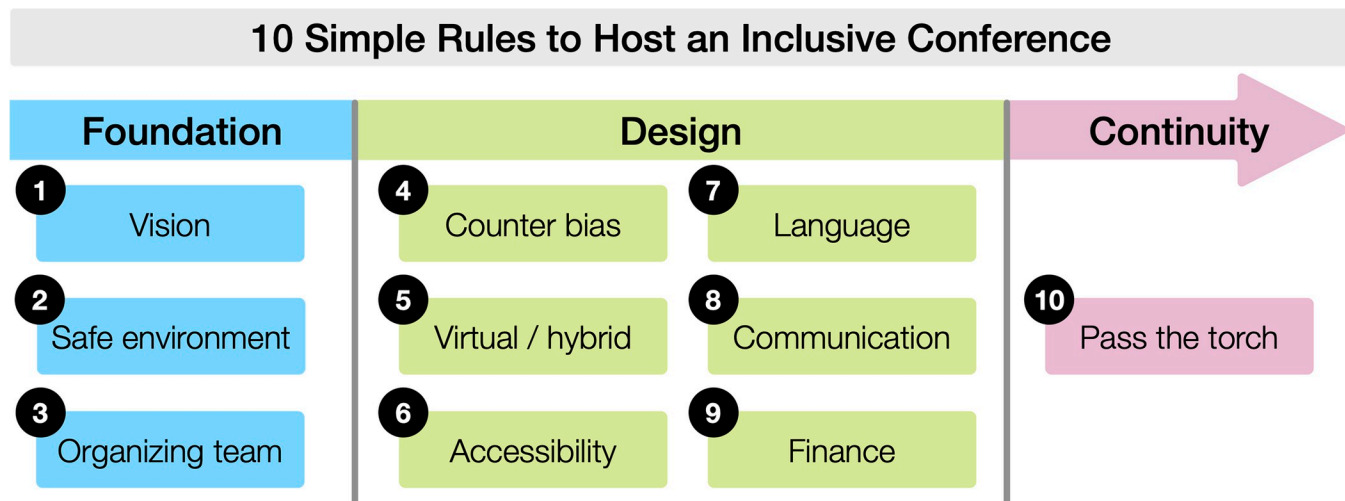 10 Simple Rules to Host an Inclusive Conference
Foundation
1
Vision
2
Safe environment
3
Organizing team
Design
4
Counter bias
5
Virtual / hybrid
6
Accessibility
7
Language
8
Communication
9
Finance
Continuity
10
Pass the torch